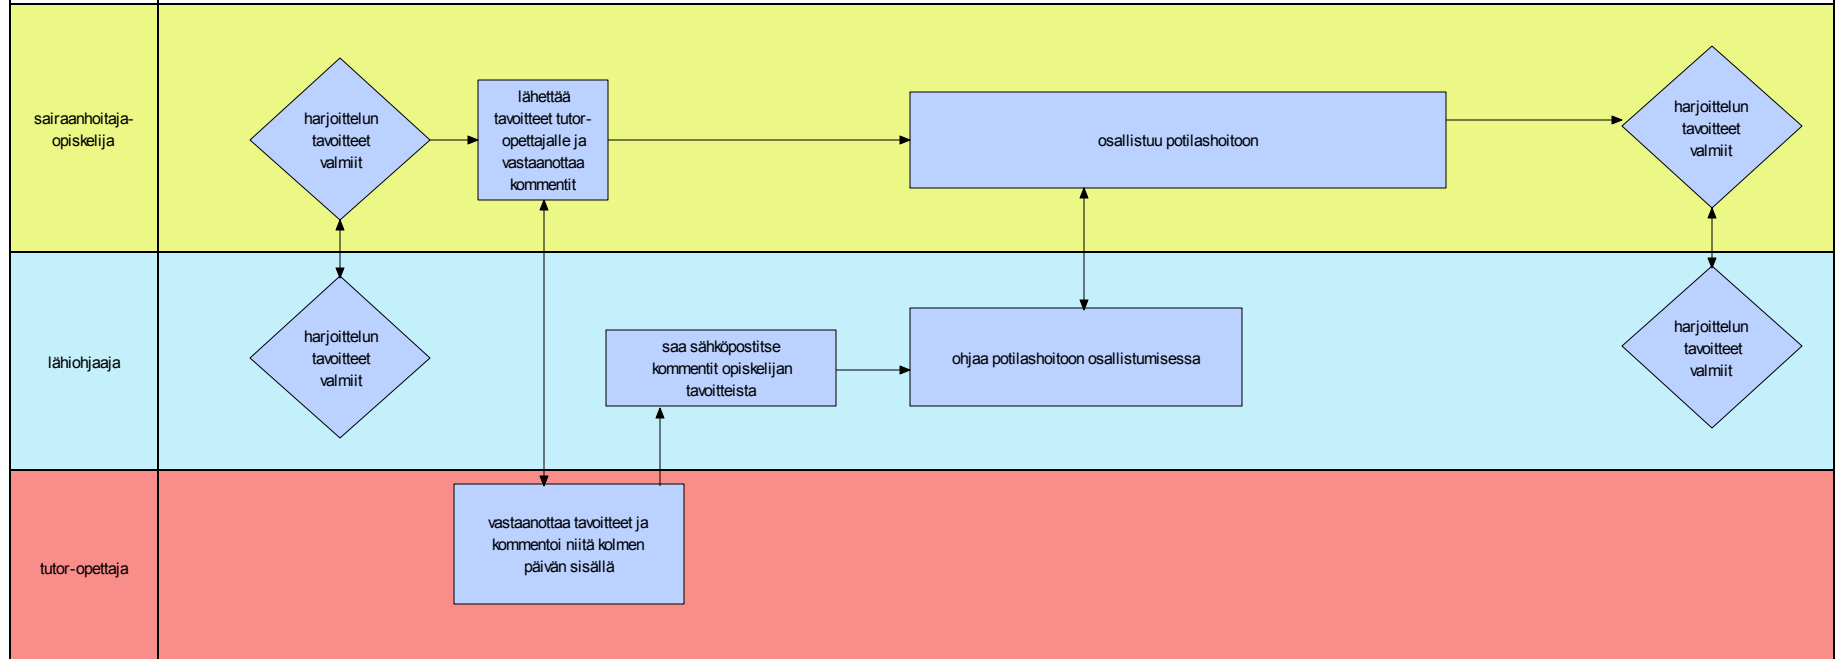 sairaanhoitaja-
opiskelija
harjoittelun
tavoitteet
valmiit
lähettää
tavoitteet tutor-
opettajalle ja
vastaanottaa
kommentit
osallistuu potilashoitoon
harjoittelun
tavoitteet
valmiit
lähiohjaaja
harjoittelun
tavoitteet
valmiit
saa sähköpostitse
kommentit opiskelijan
tavoitteista
ohjaa potilashoitoon osallistumisessa
harjoittelun
tavoitteet
valmiit
tutor-opettaja
vastaanottaa tavoitteet ja
kommentoi niitä kolmen
päivän sisällä